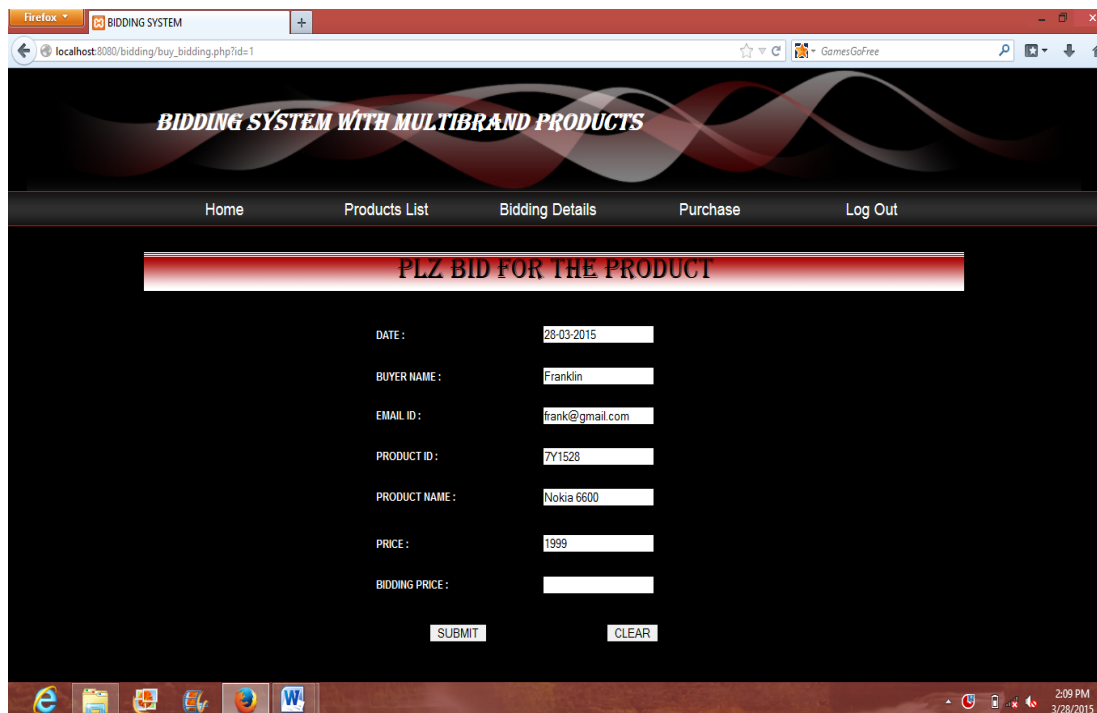 Firefox
BIDDING SYSTEM
localhost:8080/bidding/buy_bidding.php?id=1
GamesGoFree
BIDDING SYSTEM WITH MULTIBRAND PRODUCTS
Home Products List Bidding Details Purchase Log Out
PLZ BID FOR THE PRODUCT
DATE : 28-03-2015
BUYER NAME : Franklin
EMAIL ID : frank@gmail.com
PRODUCT ID : 7Y1528
PRODUCT NAME : Nokia 6600
PRICE : 1999
BIDDING PRICE :
SUBMIT CLEAR
2:09 PM
3/28/2015